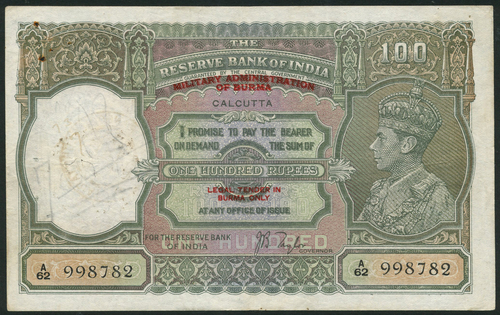 THE
100
RESERVE BANK OF INDIA
GUARANTEED BY THE CENTRAL GOVERNMENT
MILITARY ADMINISTRATION
OF BURMA
CALCUTTA
I PROMISE TO PAY THE BEARER
ON DEMAND THE SUM OF
ONE HUNDRED RUPEES
LEGAL TENDER IN
BURMA ONLY
AT ANY OFFICE OF ISSUE
FOR THE RESERVE BANK
OF INDIA
HUNDRED
GOVERNOR
A/62 998782
A/62 998782